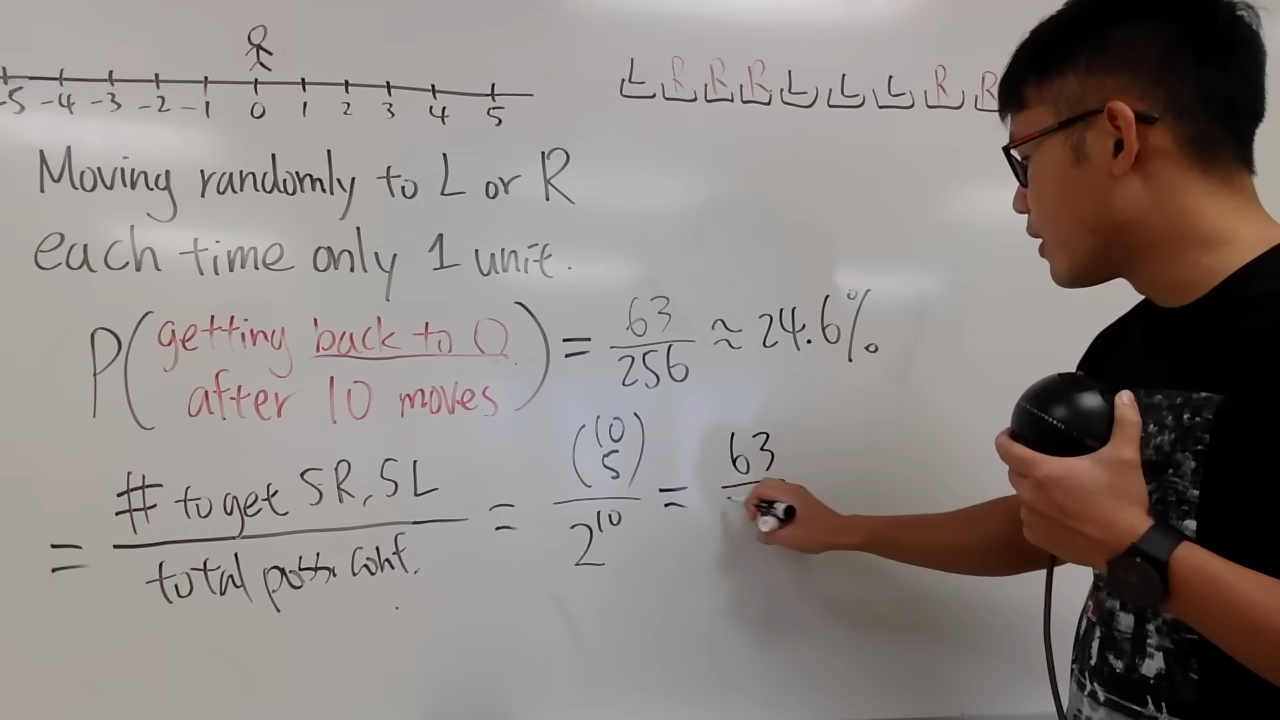 L R R R L L L R R
-5 -4 -3 -2 -1 0 1 2 3 4 5
Moving randomly to L or R
each time only 1 unit.
P(getting back to 0 after 10 moves) = 63/256 ≈ 24.6%
= # to get 5R, 5L / total poss. conf. = (10 5) / 2^10 = 63